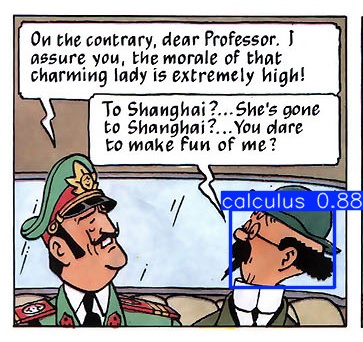 On the contrary, dear Professor. I
assure you, the morale of that
charming lady is extremely high!
To Shanghai?...She's gone
to Shanghai?...You dare
to make fun of me?
calculus 0.88